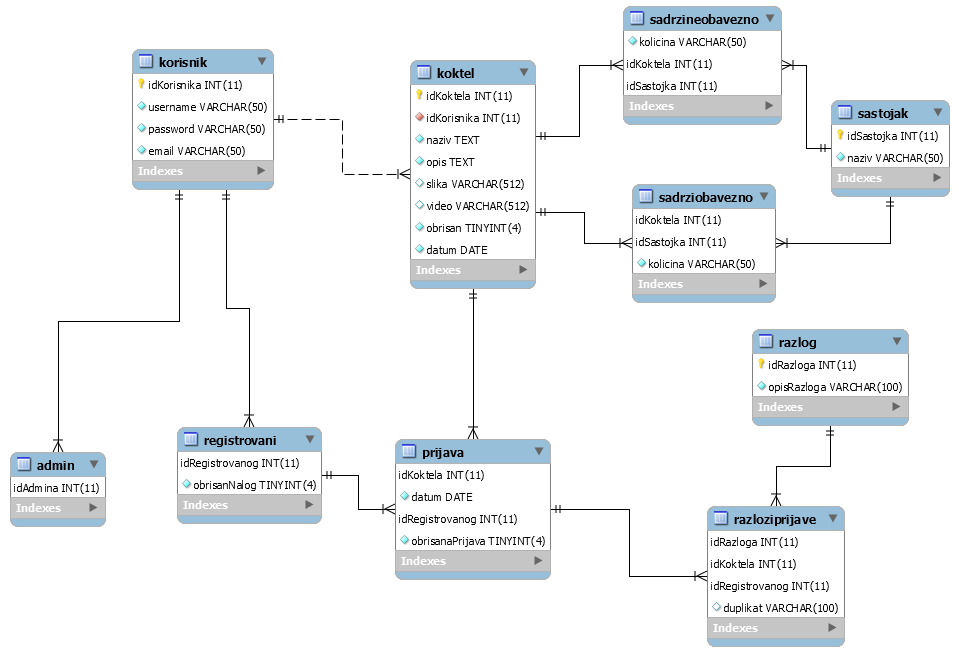 korisnik
idKorisnika INT(11)
username VARCHAR(50)
password VARCHAR(50)
email VARCHAR(50)
Indexes
koktel
idKoktela INT(11)
idKorisnika INT(11)
naziv TEXT
opis TEXT
slika VARCHAR(512)
video VARCHAR(512)
obrisan TINYINT(4)
datum DATE
Indexes
sadrzineobavezno
kolicina VARCHAR(50)
idKoktela INT(11)
idSastojka INT(11)
Indexes
sastojak
idSastojka INT(11)
naziv VARCHAR(50)
Indexes
sadrziobavezno
idKoktela INT(11)
idSastojka INT(11)
kolicina VARCHAR(50)
Indexes
razlog
idRazloga INT(11)
opisRazloga VARCHAR(100)
Indexes
admin
idAdmina INT(11)
Indexes
registrovani
idRegistrovanog INT(11)
obrisanNalog TINYINT(4)
Indexes
prijava
idKoktela INT(11)
datum DATE
idRegistrovanog INT(11)
obrisanaPrijava TINYINT(4)
Indexes
razloziprijave
idRazloga INT(11)
idKoktela INT(11)
idRegistrovanog INT(11)
duplikat VARCHAR(100)
Indexes